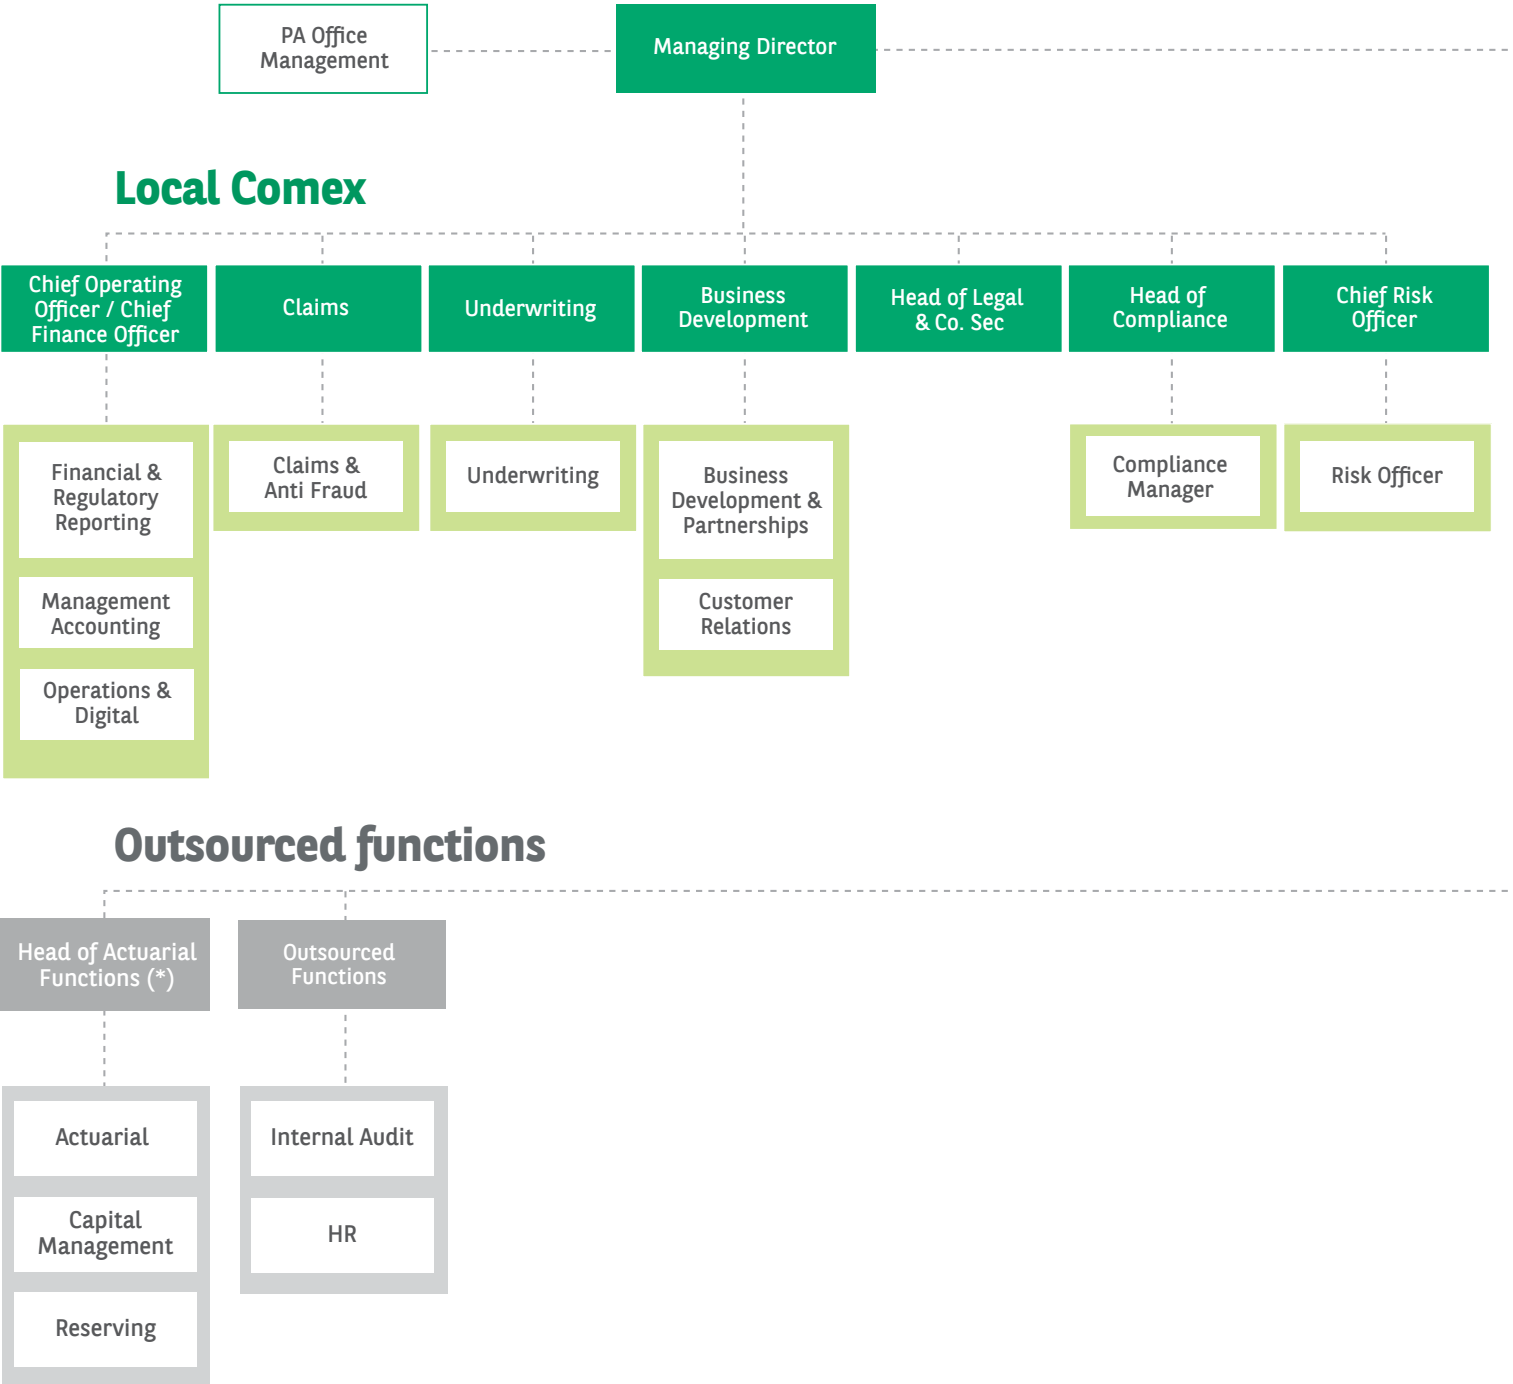 PA Office
Management
Managing Director
Local Comex
Chief Operating
Officer / Chief
Finance Officer
Claims
Underwriting
Business
Development
Head of Legal
& Co. Sec
Head of
Compliance
Chief Risk
Officer
Financial &
Regulatory
Reporting
Management
Accounting
Operations &
Digital
Claims &
Anti Fraud
Underwriting
Business
Development &
Partnerships
Customer
Relations
Compliance
Manager
Risk Officer
Outsourced functions
Head of Actuarial
Functions (*)
Outsourced
Functions
Actuarial
Capital
Management
Reserving
Internal Audit
HR